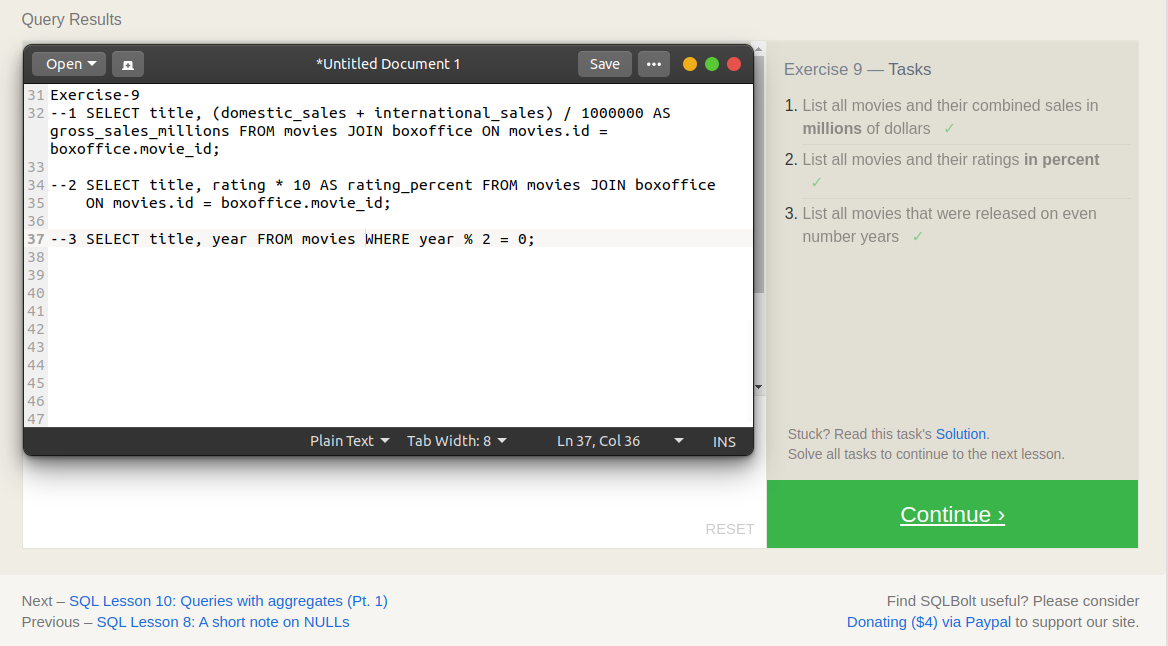 Query Results
Open
*Untitled Document 1
Save
31 Exercise-9
32 --1 SELECT title, (domestic_sales + international_sales) / 1000000 AS
gross_sales_millions FROM movies JOIN boxoffice ON movies.id =
boxoffice.movie_id;
33
34 --2 SELECT title, rating * 10 AS rating_percent FROM movies JOIN boxoffice
35     ON movies.id = boxoffice.movie_id;
36
37 --3 SELECT title, year FROM movies WHERE year % 2 = 0;
38
39
40
41
42
43
44
45
46
47
Plain Text
Tab Width: 8
Ln 37, Col 36
INS
RESET
Exercise 9 — Tasks
1. List all movies and their combined sales in
millions of dollars ✓
2. List all movies and their ratings in percent
✓
3. List all movies that were released on even
number years ✓
Stuck? Read this task's Solution.
Solve all tasks to continue to the next lesson.
Continue ›
Next – SQL Lesson 10: Queries with aggregates (Pt. 1)
Previous – SQL Lesson 8: A short note on NULLs
Find SQLBolt useful? Please consider
Donating ($4) via Paypal to support our site.